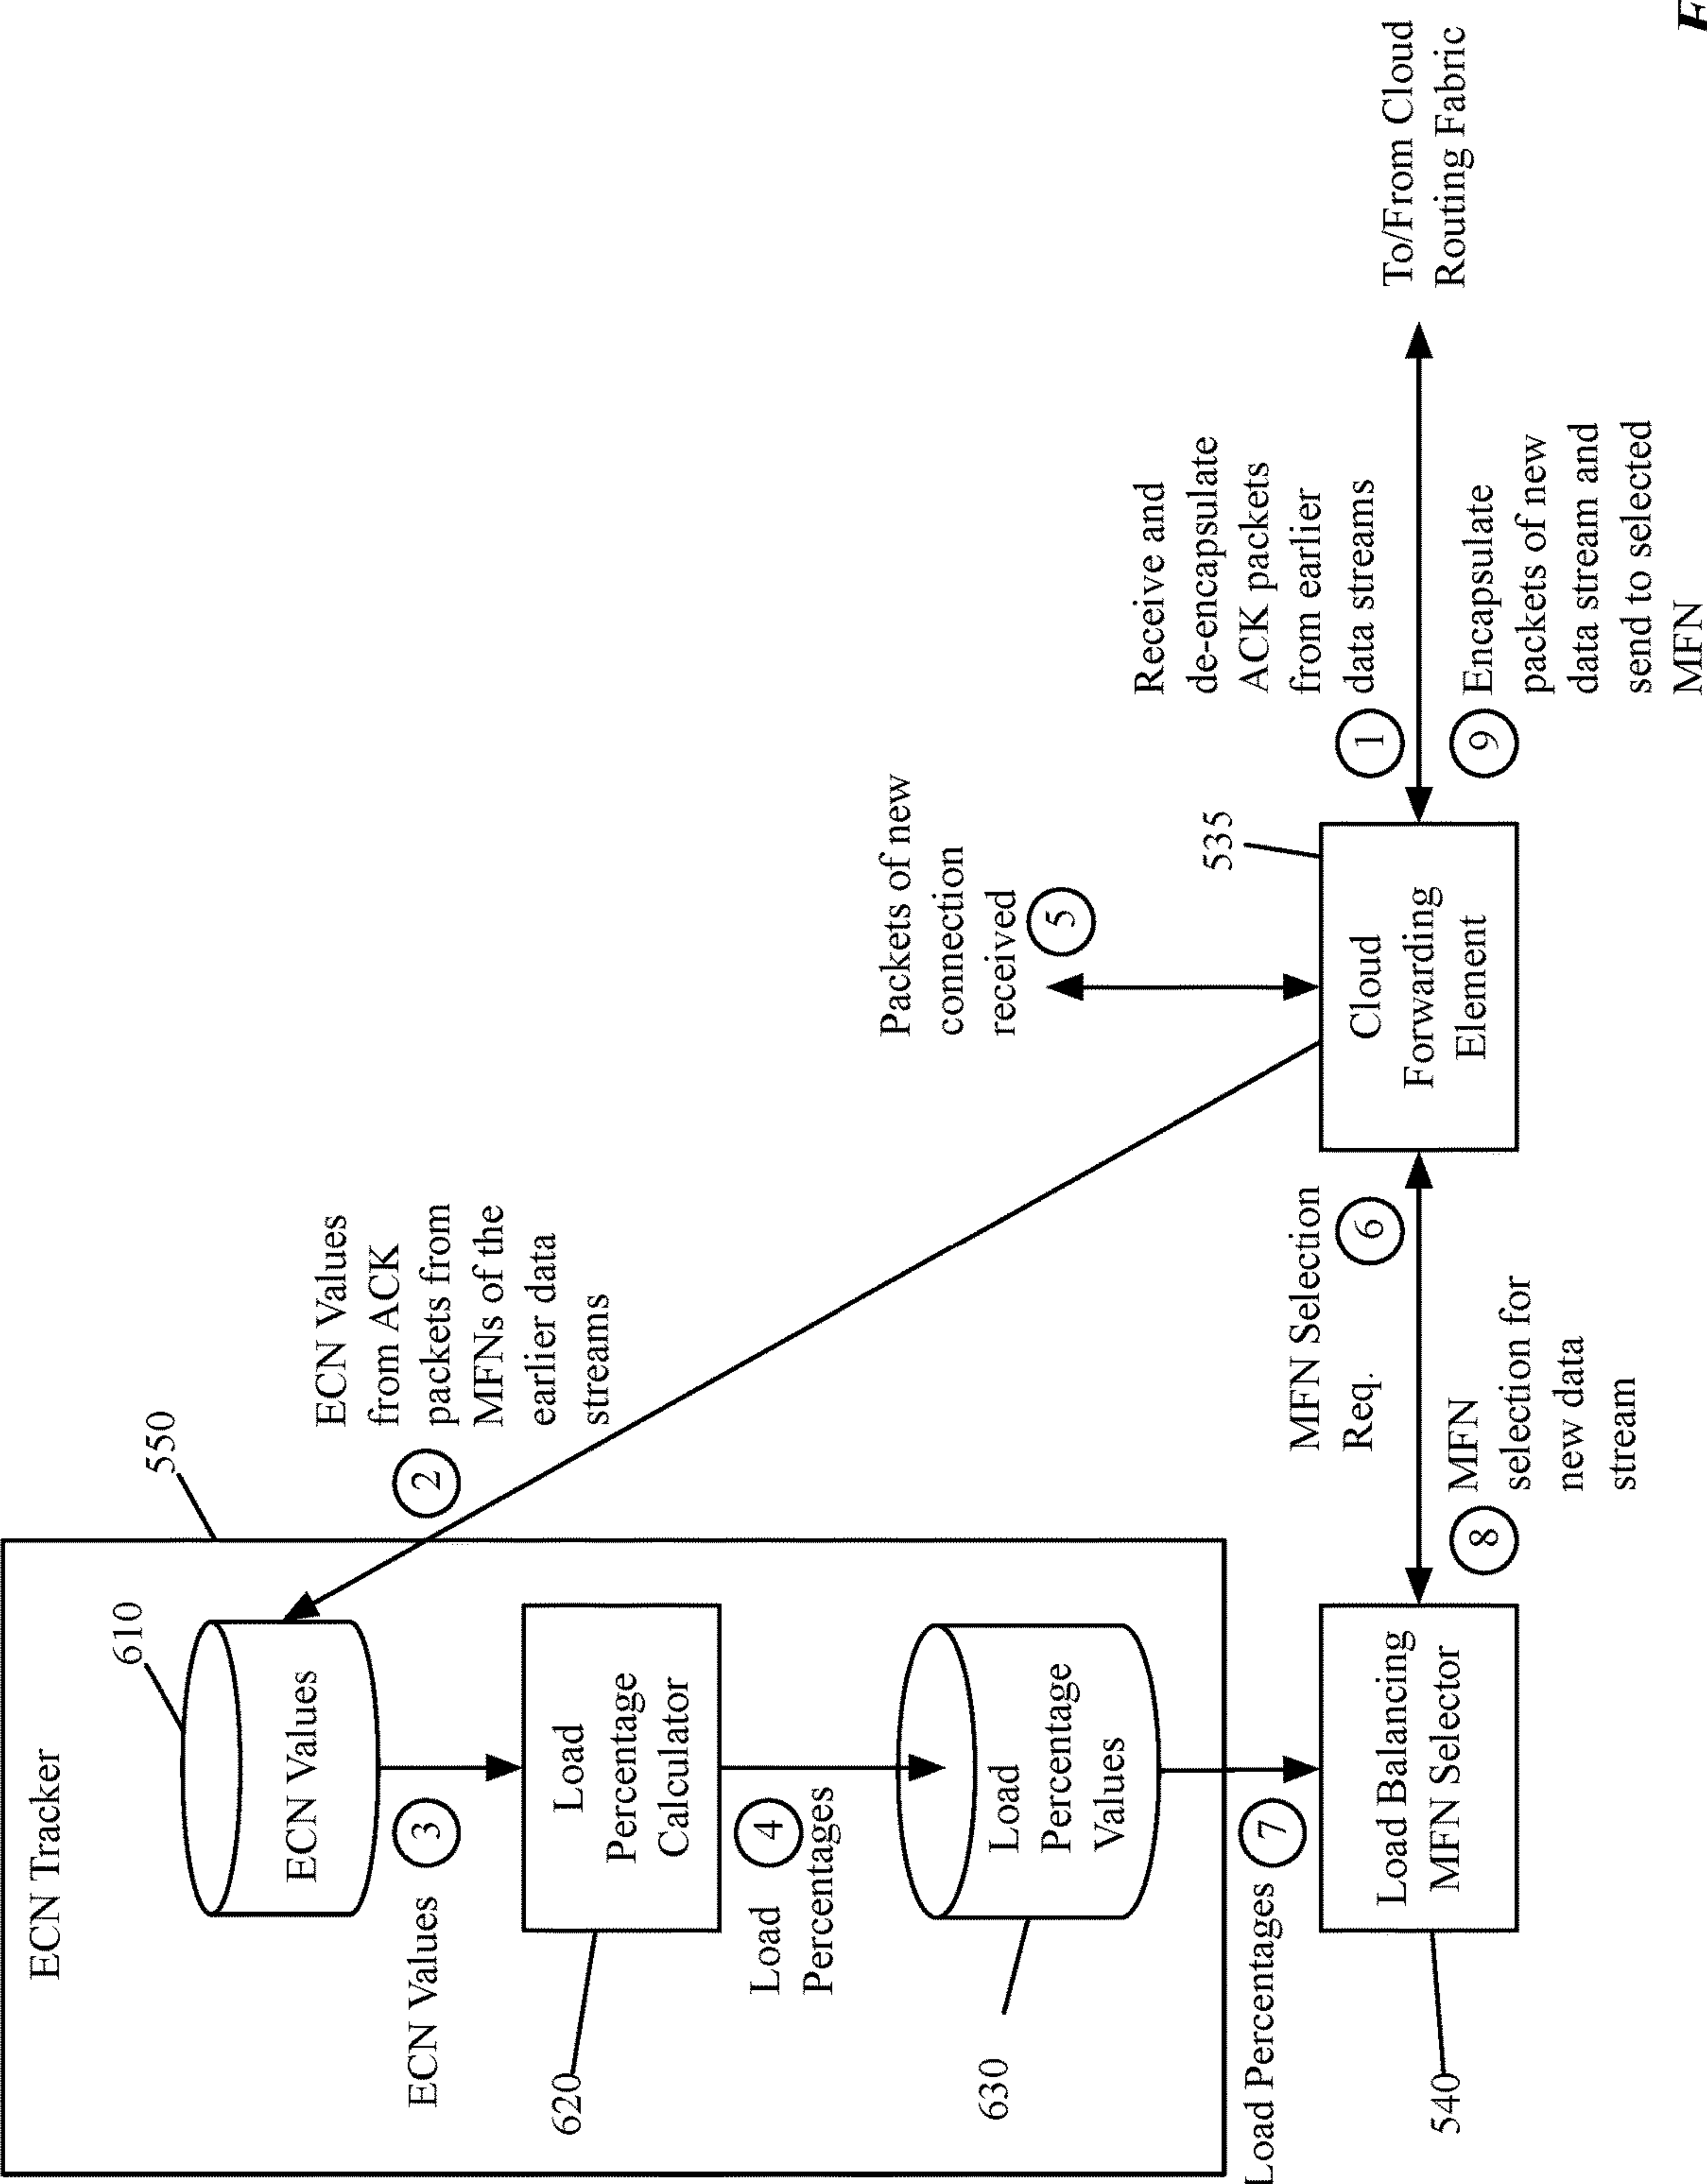 ECN Tracker
550
610
ECN Values
2
ECN Values
from ACK
packets from
MFNs of the
earlier data
streams
3
ECN Values
Load
Percentage
Calculator
620
4
Load
Percentages
Load
Percentage
Values
630
7
Load Percentages
Load Balancing
MFN Selector
540
MFN Selection
Req.
6
8
MFN
selection for
new data
stream
Packets of new
connection
received
5
535
Cloud
Forwarding
Element
Receive and
de-encapsulate
ACK packets
from earlier
data streams
1
9
Encapsulate
packets of new
data stream and
send to selected
MFN
To/From Cloud
Routing Fabric